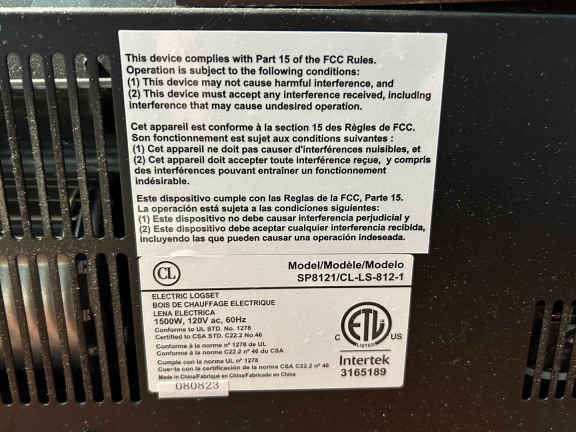 This device complies with Part 15 of the FCC Rules.
Operation is subject to the following conditions:
(1) This device may not cause harmful interference, and
(2) This device must accept any interference received, including
interference that may cause undesired operation.
Cet appareil est conforme à la section 15 des Règles de FCC.
Son fonctionnement est sujet aux conditions suivantes :
(1) Cet appareil ne doit pas causer d'interférences nuisibles, et
(2) Cet appareil doit accepter toute interférence reçue, y compris
des interférences pouvant entraîner un fonctionnement
indésirable.
Este dispositivo cumple con las Reglas de la FCC, Parte 15.
La operación está sujeta a las condiciones siguientes:
(1) Este dispositivo no debe causar interferencia perjudicial y
(2) Este dispositivo debe aceptar cualquier interferencia recibida,
incluyendo las que puedan causar una operación indeseada.
CL
Model/Modèle/Modelo
SP8121/CL-LS-812-1
ELECTRIC LOGSET
BOIS DE CHAUFFAGE ELECTRIQUE
LENA ELECTRICA
1500W, 120V ac, 60Hz
Conforms to UL STD. No. 1278
Certified to CSA STD. C22.2 No.46
Conforme à la norme n° 1278 de UL
Conforme à la norme C22.2 n° 46 du CSA
Cumple con la norma UL n° 1278
Cuenta con la certificación de la norma CSA C22.2 n° 46
Made in China/Fabriqué en Chine/Fabricado en China
080823
C ETL US
Intertek
3165189